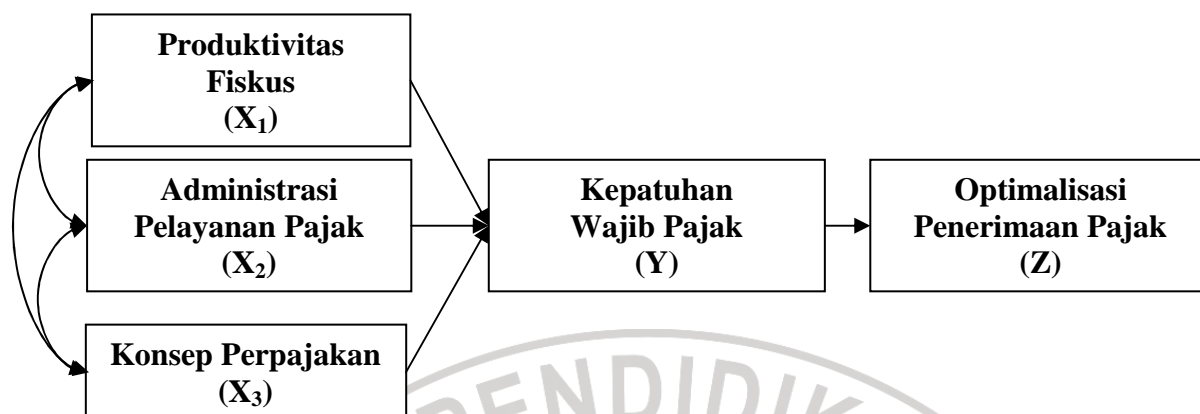 Produktivitas
Fiskus
(X₁)
Administrasi
Pelayanan Pajak
(X₂)
Konsep Perpajakan
(X₃)
Kepatuhan
Wajib Pajak
(Y)
Optimalisasi
Penerimaan Pajak
(Z)
PENDIDIK